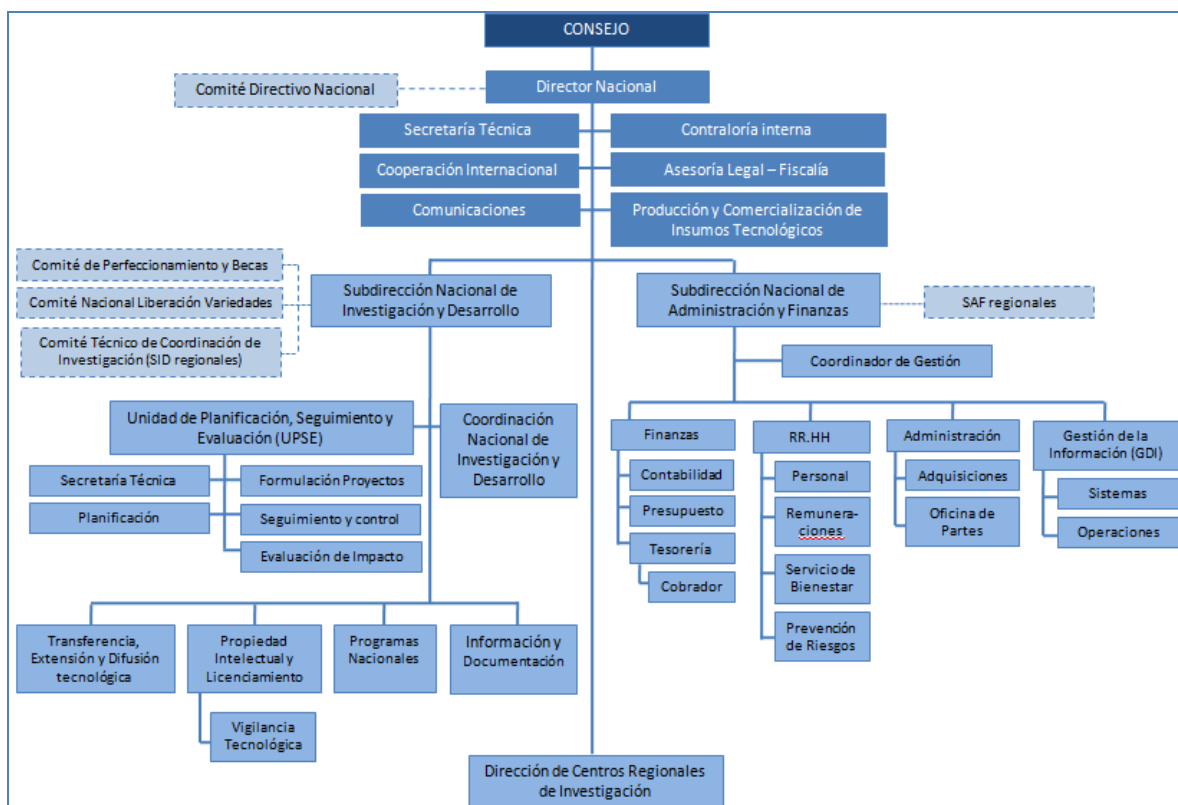 CONSEJO
Comité Directivo Nacional
Director Nacional
Secretaría Técnica
Contraloría interna
Cooperación Internacional
Asesoría Legal – Fiscalía
Comunicaciones
Producción y Comercialización de
Insumos Tecnológicos
Comité de Perfeccionamiento y Becas
Comité Nacional Liberación Variedades
Comité Técnico de Coordinación de
Investigación (SID regionales)
Subdirección Nacional de
Investigación y Desarrollo
Subdirección Nacional de
Administración y Finanzas
SAF regionales
Coordinador de Gestión
Unidad de Planificación, Seguimiento y
Evaluación (UPSE)
Coordinación
Nacional de
Investigación y
Desarrollo
Secretaría Técnica
Formulación Proyectos
Planificación
Seguimiento y control
Evaluación de Impacto
Finanzas
Contabilidad
Presupuesto
Tesorería
Cobrador
RR.HH
Personal
Remunera-
ciones
Servicio de
Bienestar
Prevención
de Riesgos
Administración
Adquisiciones
Oficina de
Partes
Gestión de la
Información (GDI)
Sistemas
Operaciones
Transferencia,
Extensión y Difusión
tecnológica
Propiedad
Intelectual y
Licenciamiento
Programas
Nacionales
Información y
Documentación
Vigilancia
Tecnológica
Dirección de Centros Regionales
de Investigación